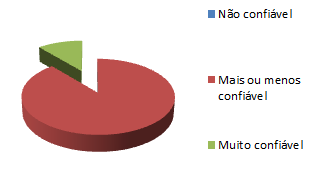 Não confiável
Mais ou menos
confiável
Muito confiável